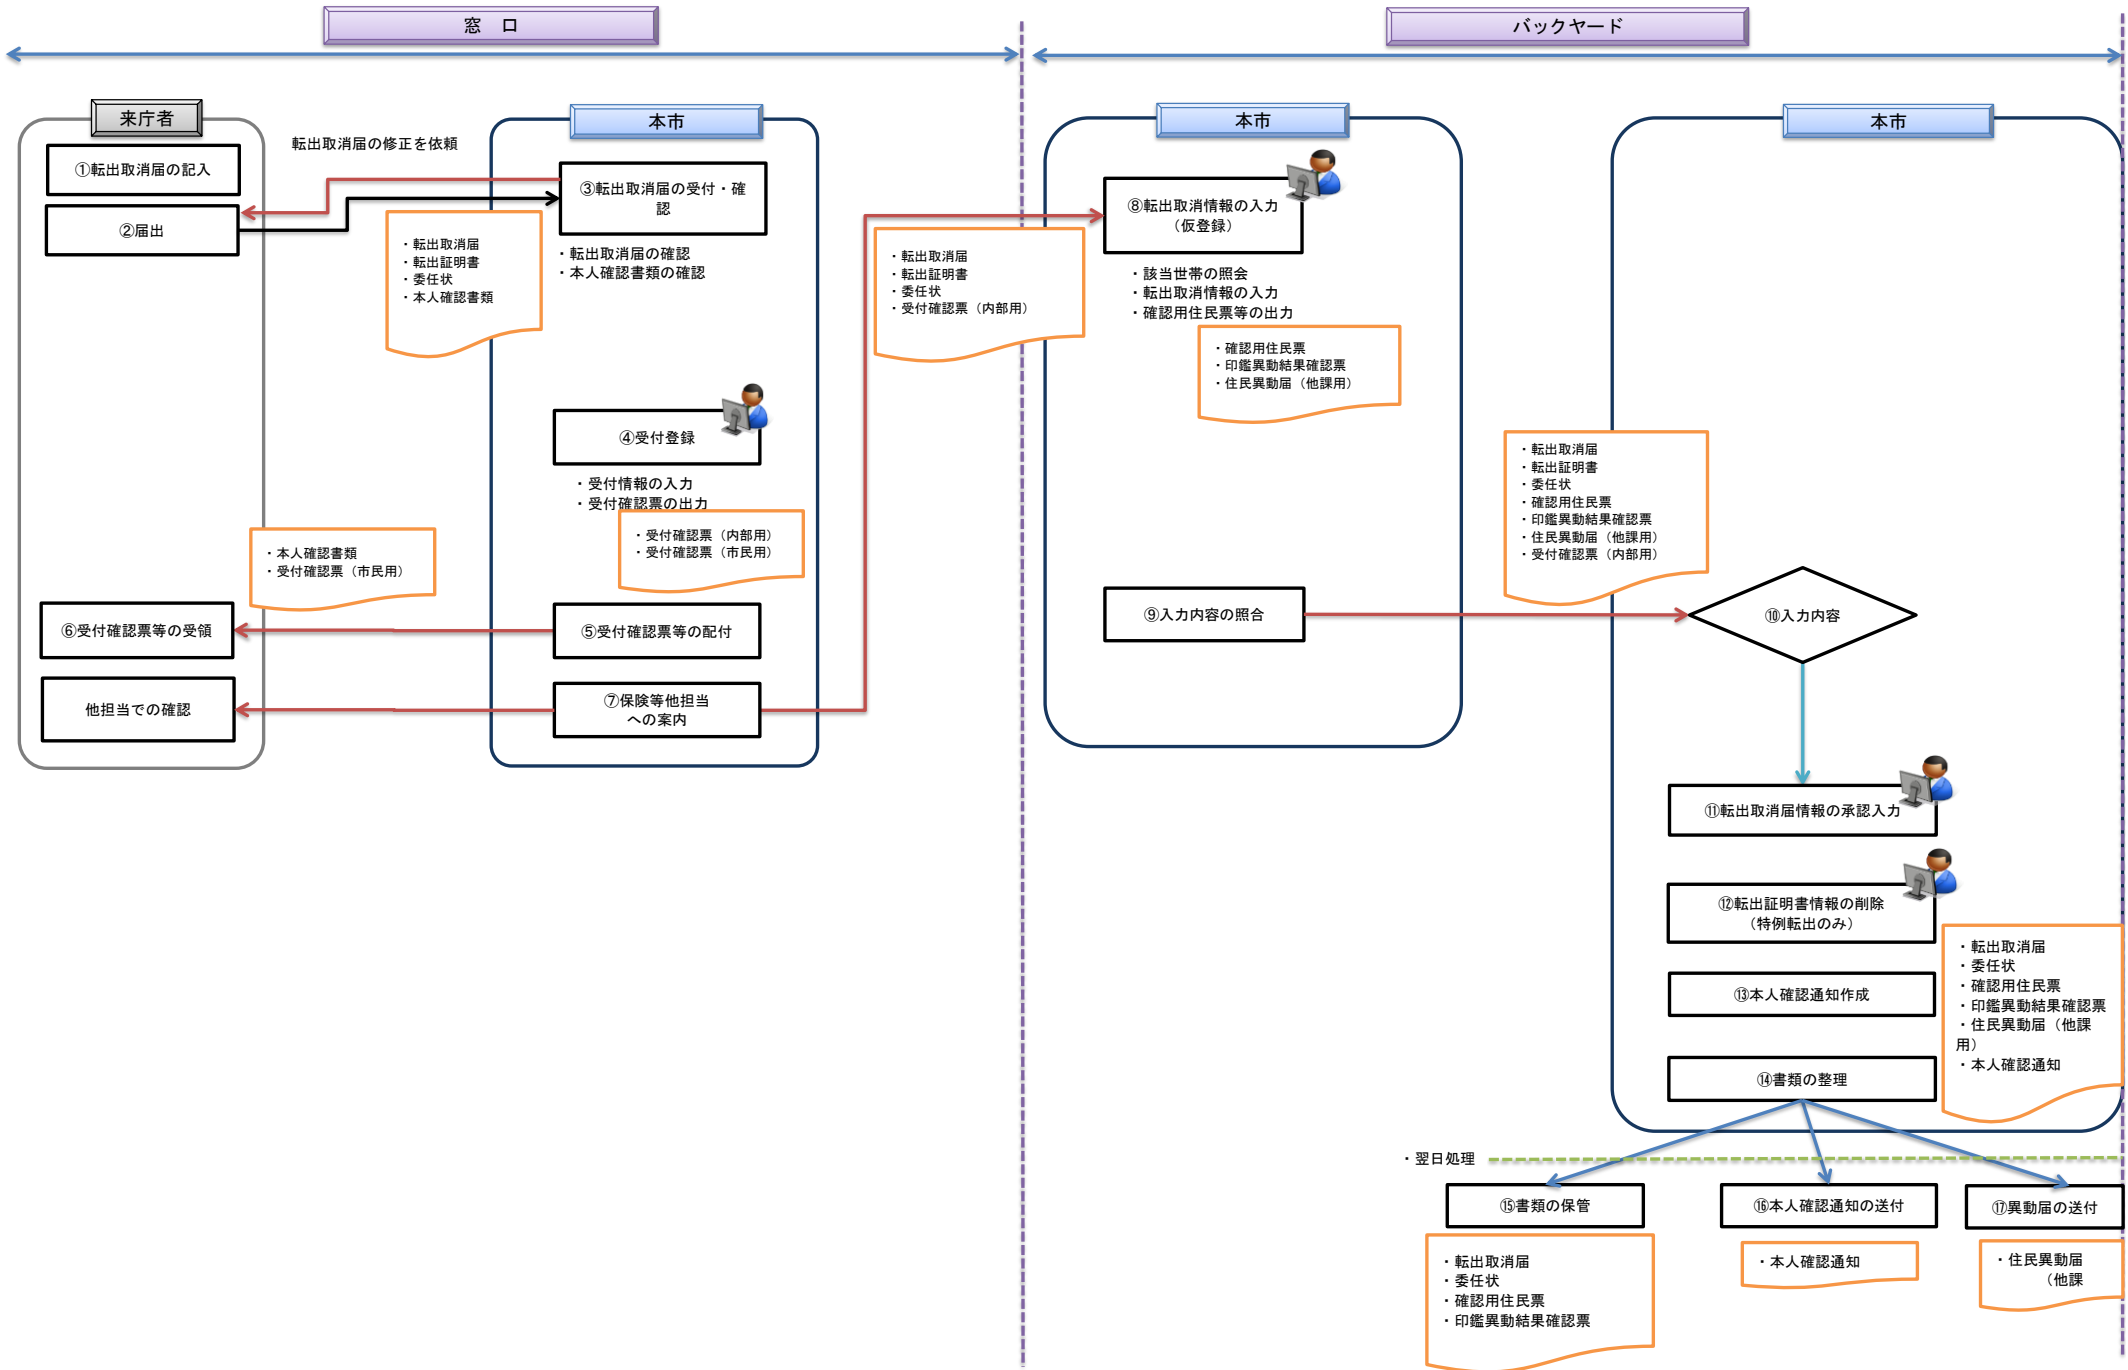 窓　口
バックヤード
来庁者
本市
本市
本市
転出取消届の修正を依頼
①転出取消届の記入
②届出
③転出取消届の受付・確
認
・転出取消届
・転出証明書
・委任状
・本人確認書類
・転出取消届の確認
・本人確認書類の確認
④受付登録
・受付情報の入力
・受付確認票の出力
・受付確認票（内部用）
・受付確認票（市民用）
・本人確認書類
・受付確認票（市民用）
⑥受付確認票等の受領
⑤受付確認票等の配付
他担当での確認
⑦保険等他担当
への案内
・転出取消届
・転出証明書
・委任状
・受付確認票（内部用）
⑧転出取消情報の入力
（仮登録）
・該当世帯の照会
・転出取消情報の入力
・確認用住民票等の出力
・確認用住民票
・印鑑異動結果確認票
・住民異動届（他課用）
⑨入力内容の照合
・転出取消届
・転出証明書
・委任状
・確認用住民票
・印鑑異動結果確認票
・住民異動届（他課用）
・受付確認票（内部用）
⑩入力内容
⑪転出取消届情報の承認入力
⑫転出証明書情報の削除
（特例転出のみ）
⑬本人確認通知作成
⑭書類の整理
・転出取消届
・委任状
・確認用住民票
・印鑑異動結果確認票
・住民異動届（他課
用）
・本人確認通知
・翌日処理
⑮書類の保管
⑯本人確認通知の送付
⑰異動届の送付
・転出取消届
・委任状
・確認用住民票
・印鑑異動結果確認票
・本人確認通知
・住民異動届
（他課